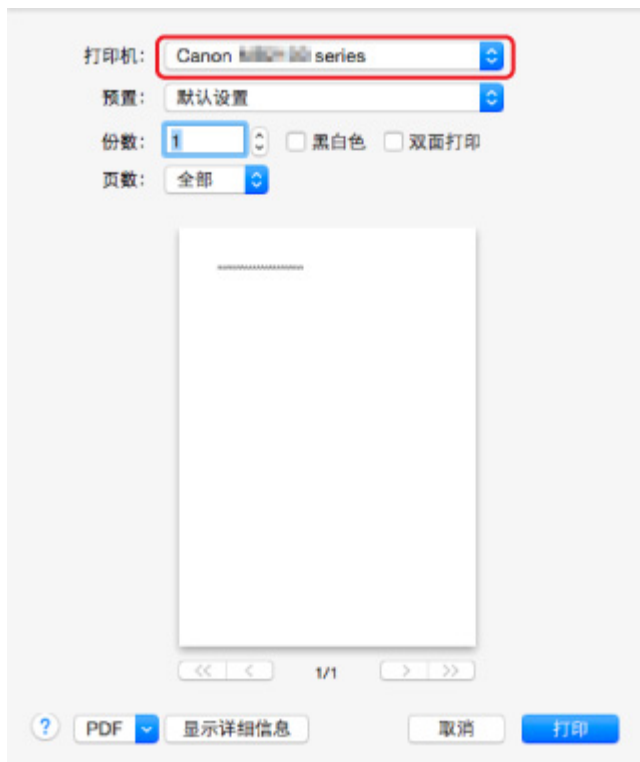 打印机: Canon series
预置: 默认设置
份数: 1 黑白色 双面打印
页数: 全部
<< < 1/1 > >>
? PDF 显示详细信息 取消 打印